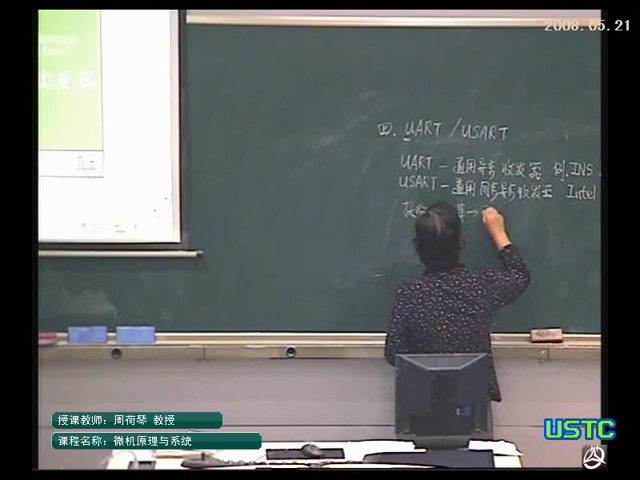 2008.05.21
四. UART / USART
UART - 通用异步收发器 例.INS
USART - 通用同步异步收发器 Intel
授课教师: 周荷琴 教授
课程名称: 微机原理与系统
USTC